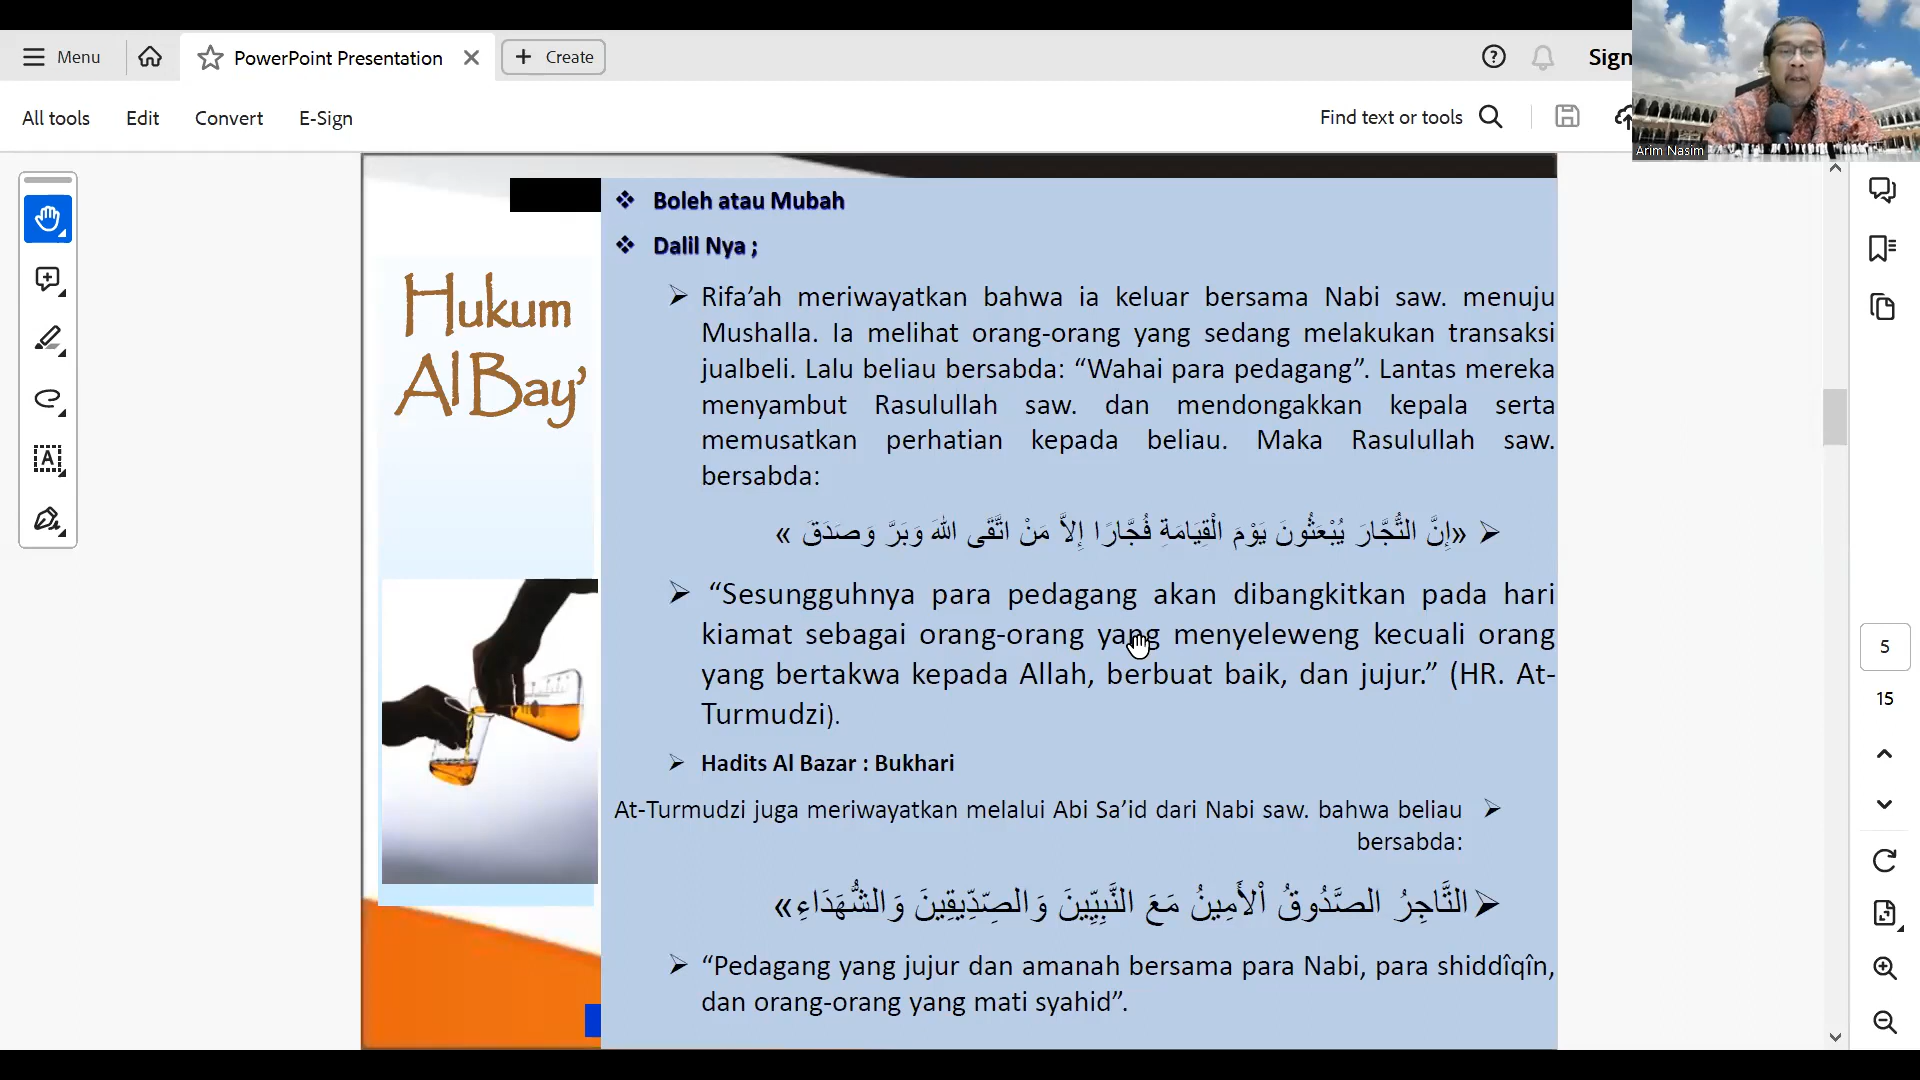 Menu
PowerPoint Presentation
Create
Sign
All tools
Edit
Convert
E-Sign
Find text or tools
Arim Nasim
Hukum
Al Bay’
Boleh atau Mubah
Dalil Nya ;
Rifa’ah meriwayatkan bahwa ia keluar bersama Nabi saw. menuju
Mushalla. Ia melihat orang-orang yang sedang melakukan transaksi
jualbeli. Lalu beliau bersabda: “Wahai para pedagang”. Lantas mereka
menyambut Rasulullah saw. dan mendongakkan kepala serta
memusatkan perhatian kepada beliau. Maka Rasulullah saw.
bersabda:
«إِنَّ التُّجَّارَ يُبْعَثُونَ يَوْمَ الْقِيَامَةِ فُجَّارًا إِلاَّ مَنْ اتَّقَى اللهَ وَبَرَّ وَصَدَقَ »
“Sesungguhnya para pedagang akan dibangkitkan pada hari
kiamat sebagai orang-orang yang menyeleweng kecuali orang
yang bertakwa kepada Allah, berbuat baik, dan jujur.” (HR. At-
Turmudzi).
Hadits Al Bazar : Bukhari
At-Turmudzi juga meriwayatkan melalui Abi Sa’id dari Nabi saw. bahwa beliau
bersabda:
التَّاجِرُ الصَّدُوقُ اْلأَمِينُ مَعَ النَّبِيِّينَ وَالصِّدِّيقِينَ وَالشُّهَدَاءِ»
“Pedagang yang jujur dan amanah bersama para Nabi, para shiddîqîn,
dan orang-orang yang mati syahid”.
5
15